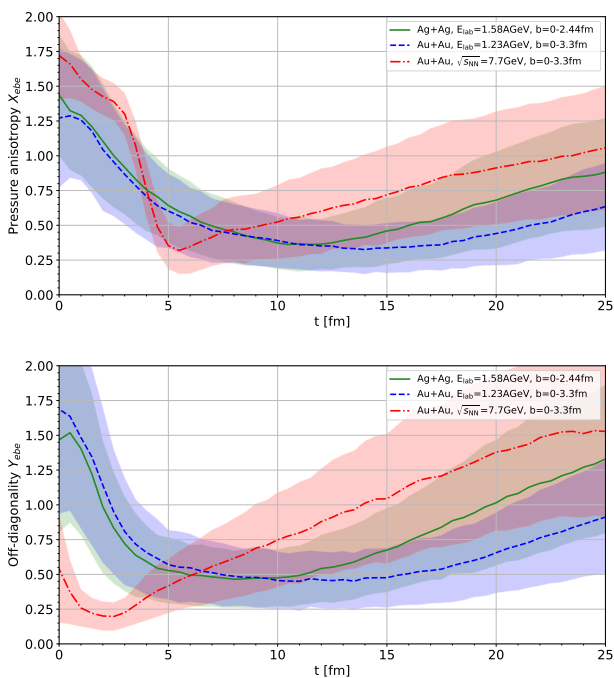 2.00
1.75
1.50
1.25
1.00
0.75
0.50
0.25
0.00
Pressure anisotropy X_ebe
Ag+Ag, E_lab=1.58AGeV, b=0-2.44fm
Au+Au, E_lab=1.23AGeV, b=0-3.3fm
Au+Au, √s_NN=7.7GeV, b=0-3.3fm
0 5 10 15 20 25
t [fm]
2.00
1.75
1.50
1.25
1.00
0.75
0.50
0.25
0.00
Off-diagonality Y_ebe
Ag+Ag, E_lab=1.58AGeV, b=0-2.44fm
Au+Au, E_lab=1.23AGeV, b=0-3.3fm
Au+Au, √s_NN=7.7GeV, b=0-3.3fm
0 5 10 15 20 25
t [fm]